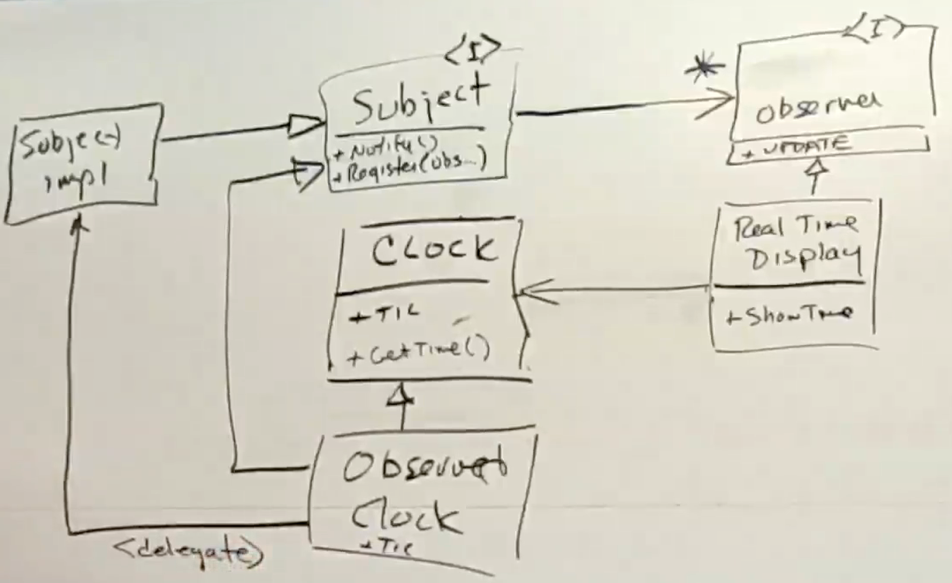 <I>
Subject
+ Notify()
+ Register(Obs...)
<I>
*
Observer
+ UPDATE
Subject
impl
CLOCK
+ TIC
+ GetTime()
Real Time
Display
+ ShowTime
Observed
Clock
+ TIC
<delegate>